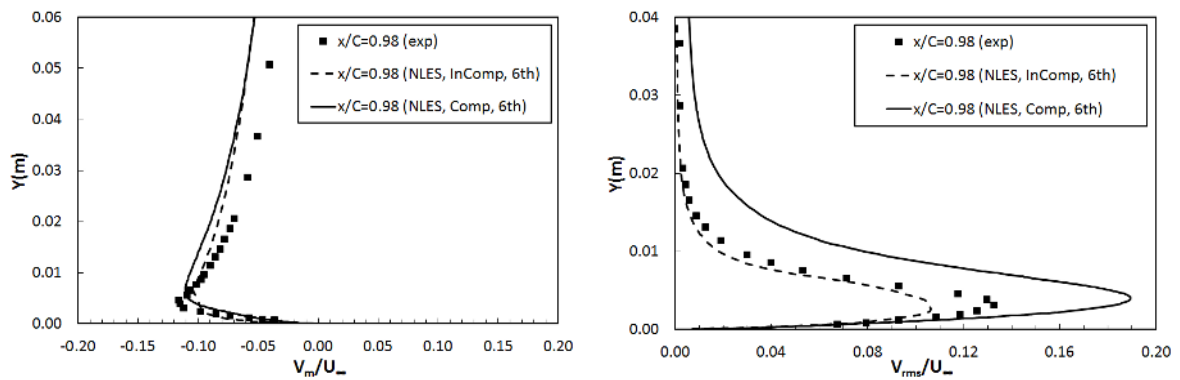 0.06
0.05
0.04
0.03
0.02
0.01
0.00
Y(m)
x/C=0.98 (exp)
x/C=0.98 (NLES, InComp, 6th)
x/C=0.98 (NLES, Comp, 6th)
-0.20 -0.15 -0.10 -0.05 0.00 0.05 0.10 0.15 0.20
Vm/U∞
0.04
0.03
0.02
0.01
0.00
Y(m)
x/C=0.98 (exp)
x/C=0.98 (NLES, InComp, 6th)
x/C=0.98 (NLES, Comp, 6th)
0.00 0.04 0.08 0.12 0.16 0.20
Vrms/U∞